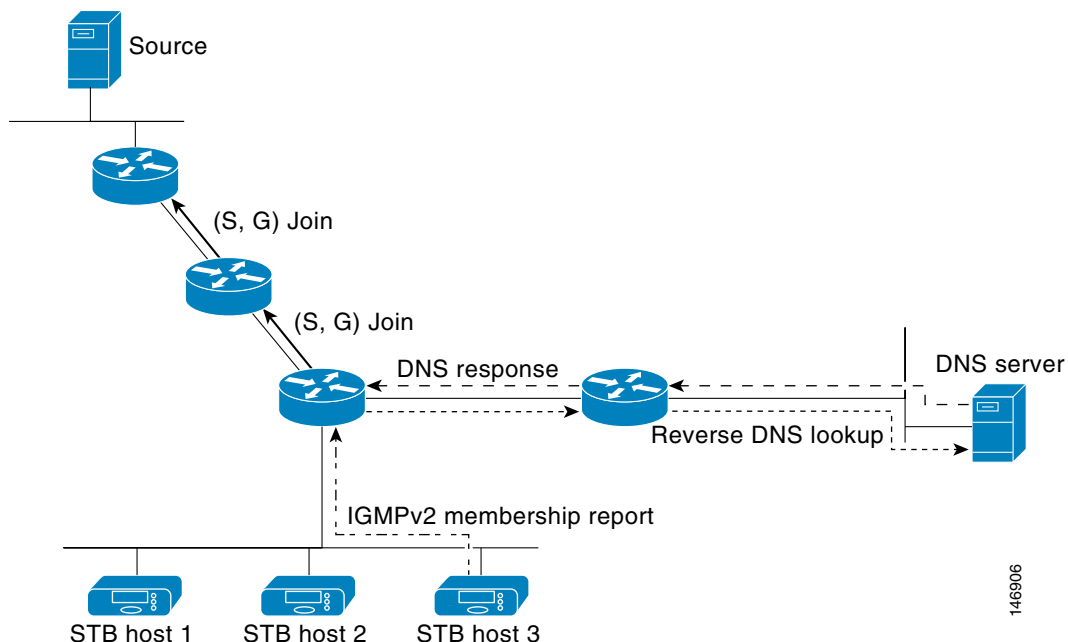 Source
(S, G) Join
(S, G) Join
DNS response
DNS server
Reverse DNS lookup
IGMPv2 membership report
STB host 1
STB host 2
STB host 3
146906